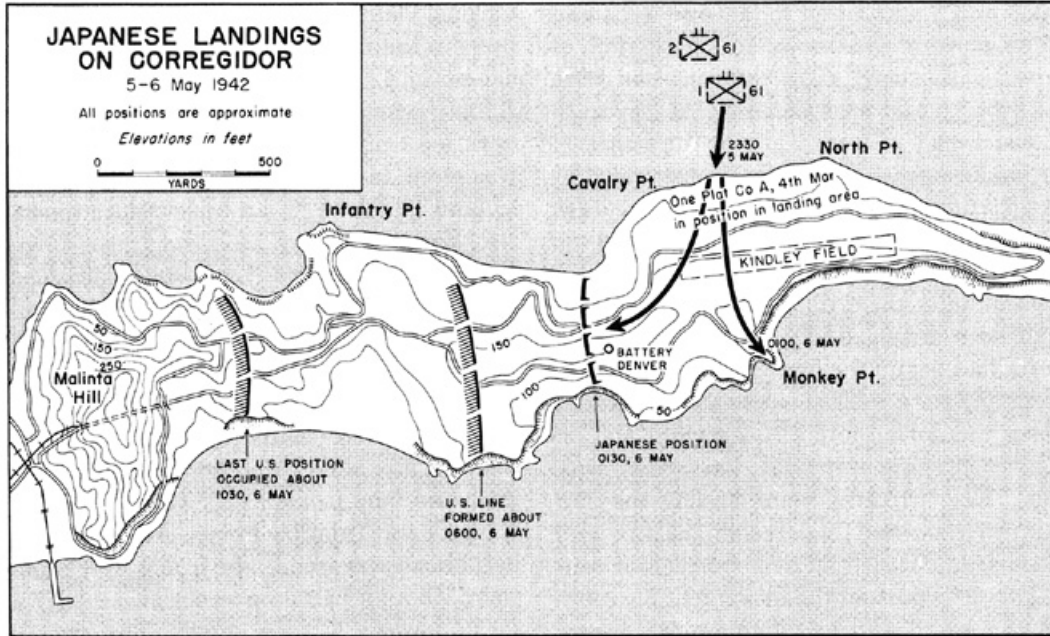 JAPANESE LANDINGS
ON CORREGIDOR
5-6 May 1942
All positions are approximate
Elevations in feet
0 500
YARDS
2 61
1 61
2330
5 MAY
North Pt.
Cavalry Pt.
One Plat Co A, 4th Mar
in position in landing area
Infantry Pt.
KINDLEY FIELD
50
150
250
Malinta
Hill
150
BATTERY
DENVER
0100, 6 MAY
Monkey Pt.
100
50
JAPANESE POSITION
0130, 6 MAY
LAST U.S. POSITION
OCCUPIED ABOUT
1030, 6 MAY
U.S. LINE
FORMED ABOUT
0600, 6 MAY